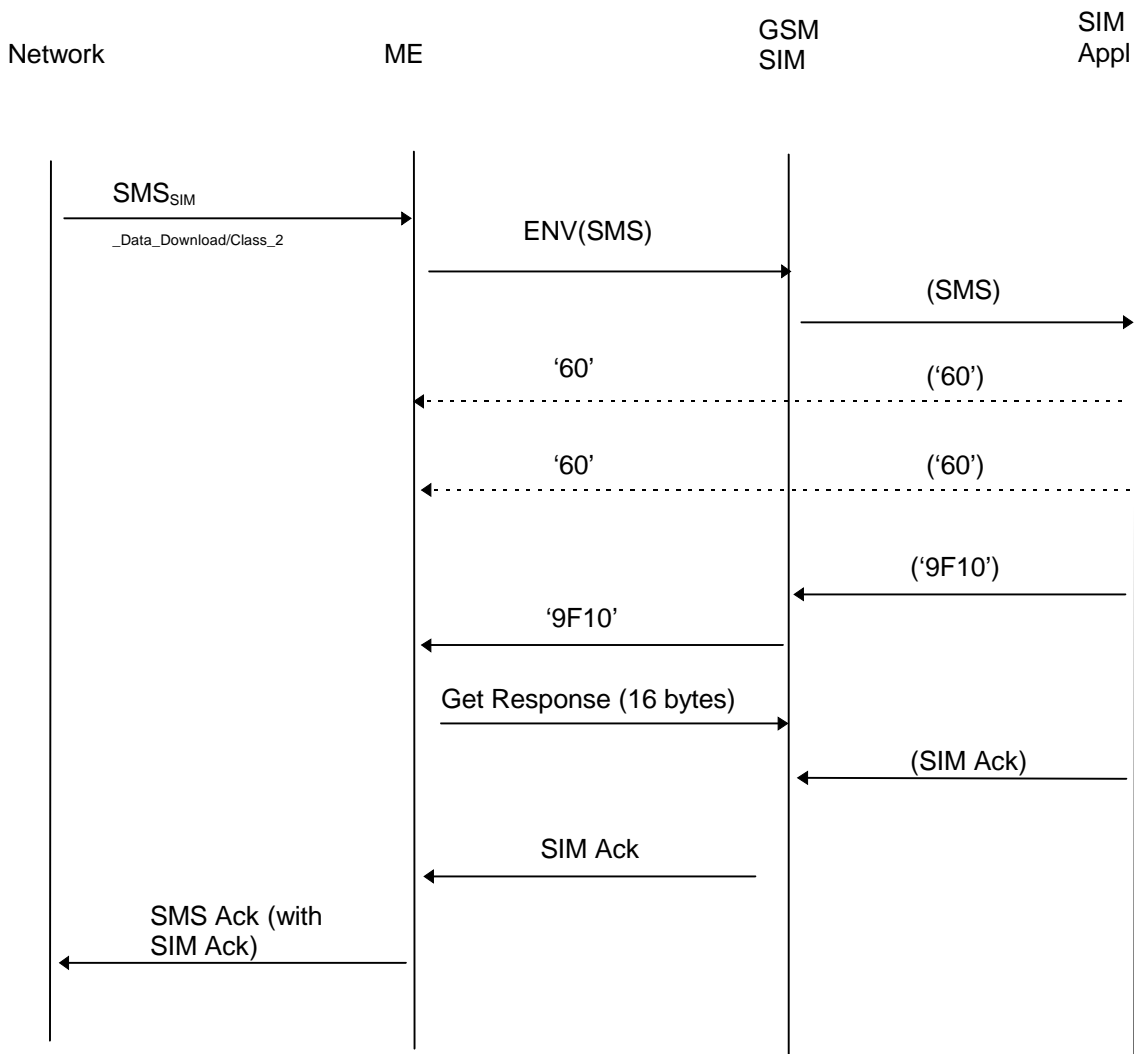 Network
ME
GSM
SIM
SIM
Appl
SMSSIM
_Data_Download/Class_2
ENV(SMS)
(SMS)
‘60’
(‘60’)
‘60’
(‘60’)
(‘9F10’)
‘9F10’
Get Response (16 bytes)
(SIM Ack)
SIM Ack
SMS Ack (with
SIM Ack)